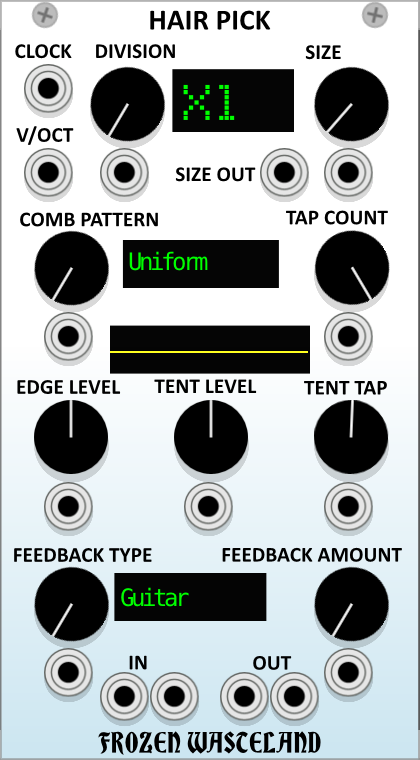 HAIR PICK
CLOCK DIVISION SIZE
X1
V/OCT
SIZE OUT
COMB PATTERN TAP COUNT
Uniform
EDGE LEVEL TENT LEVEL TENT TAP
FEEDBACK TYPE FEEDBACK AMOUNT
Guitar
IN OUT
FROZEN WASTELAND